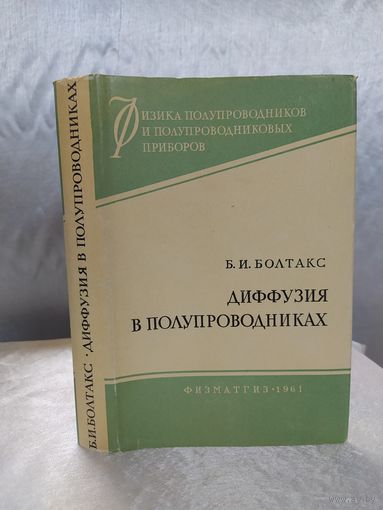 ФИЗИКА ПОЛУПРОВОДНИКОВ
И ПОЛУПРОВОДНИКОВЫХ
ПРИБОРОВ
Б. И. БОЛТАКС
ДИФФУЗИЯ
В ПОЛУПРОВОДНИКАХ
ФИЗМАТГИЗ • 1961
Б.И.БОЛТАКС • ДИФФУЗИЯ В ПОЛУПРОВОДНИКАХ